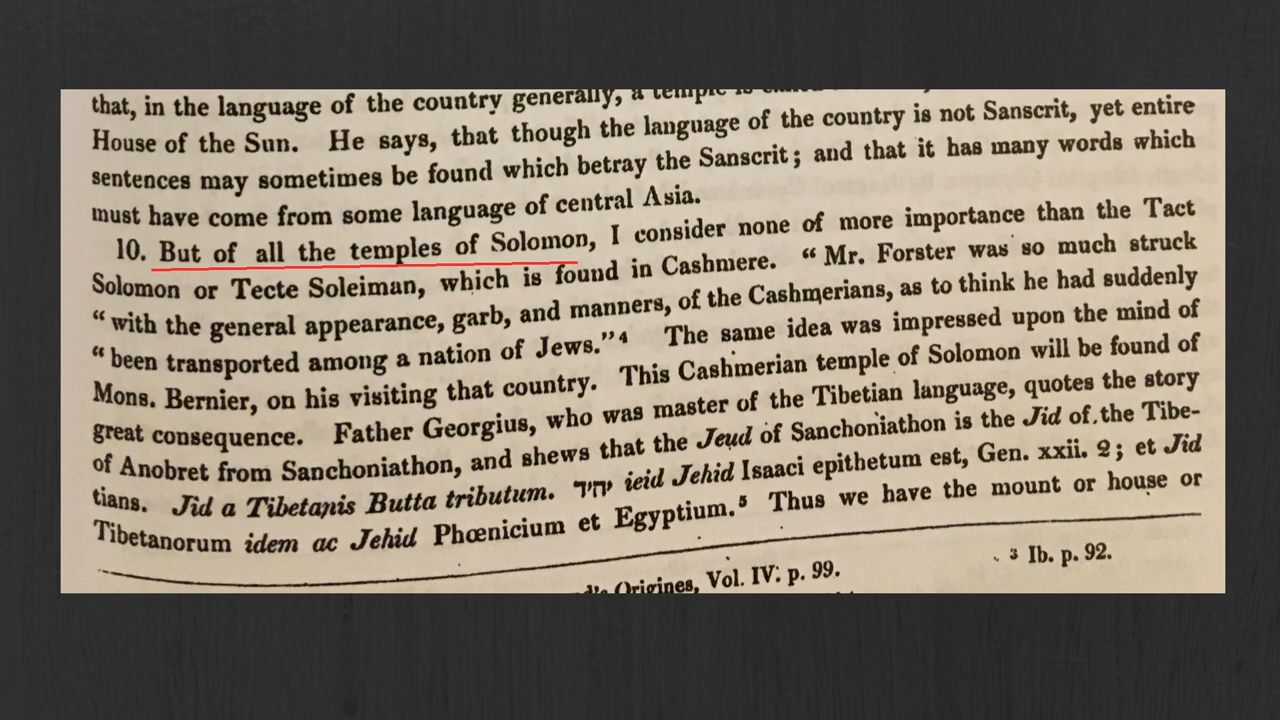 that, in the language of the country generally, a temple is
House of the Sun. He says, that though the language of the country is not Sanscrit, yet entire
sentences may sometimes be found which betray the Sanscrit; and that it has many words which
must have come from some language of central Asia.
10. But of all the temples of Solomon, I consider none of more importance than the Tact
Solomon or Tecte Soleiman, which is found in Cashmere. “Mr. Forster was so much struck
“with the general appearance, garb, and manners, of the Cashmerians, as to think he had suddenly
“been transported among a nation of Jews.”⁴ The same idea was impressed upon the mind of
Mons. Bernier, on his visiting that country. This Cashmerian temple of Solomon will be found of
great consequence. Father Georgius, who was master of the Tibetian language, quotes the story
of Anobret from Sanchoniathon, and shews that the Jeud of Sanchoniathon is the Jid of the Tibe-
tians. Jid a Tibetanis Butta tributum. יחיד ieid Jehid Isaaci epithetum est, Gen. xxii. 2; et Jid
Tibetanorum idem ac Jehid Phœnicium et Egyptium.⁵ Thus we have the mount or house or
Origines, Vol. IV. p. 99.
³ Ib. p. 92.